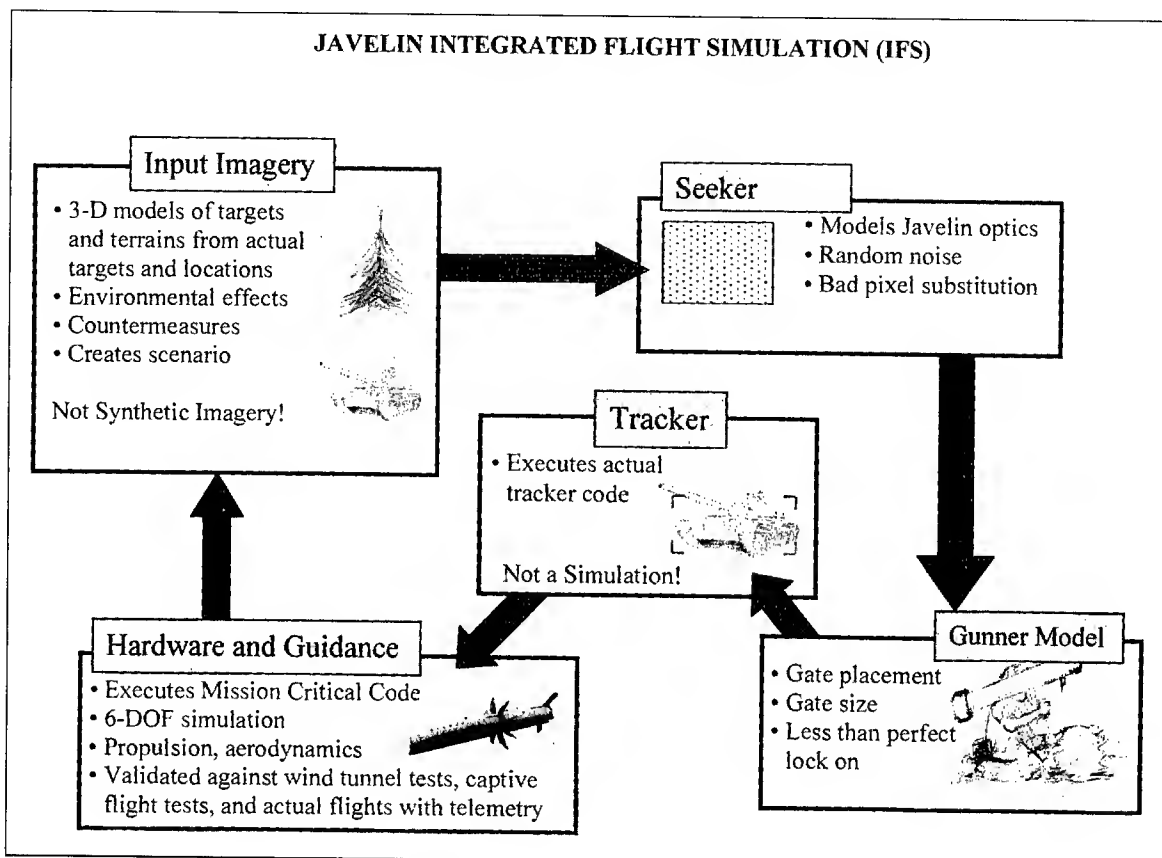 JAVELIN INTEGRATED FLIGHT SIMULATION (IFS)
Input Imagery
• 3-D models of targets
and terrains from actual
targets and locations
• Environmental effects
• Countermeasures
• Creates scenario
Not Synthetic Imagery!
Seeker
• Models Javelin optics
• Random noise
• Bad pixel substitution
Tracker
• Executes actual
tracker code
Not a Simulation!
Hardware and Guidance
• Executes Mission Critical Code
• 6-DOF simulation
• Propulsion, aerodynamics
• Validated against wind tunnel tests, captive
flight tests, and actual flights with telemetry
Gunner Model
• Gate placement
• Gate size
• Less than perfect
lock on